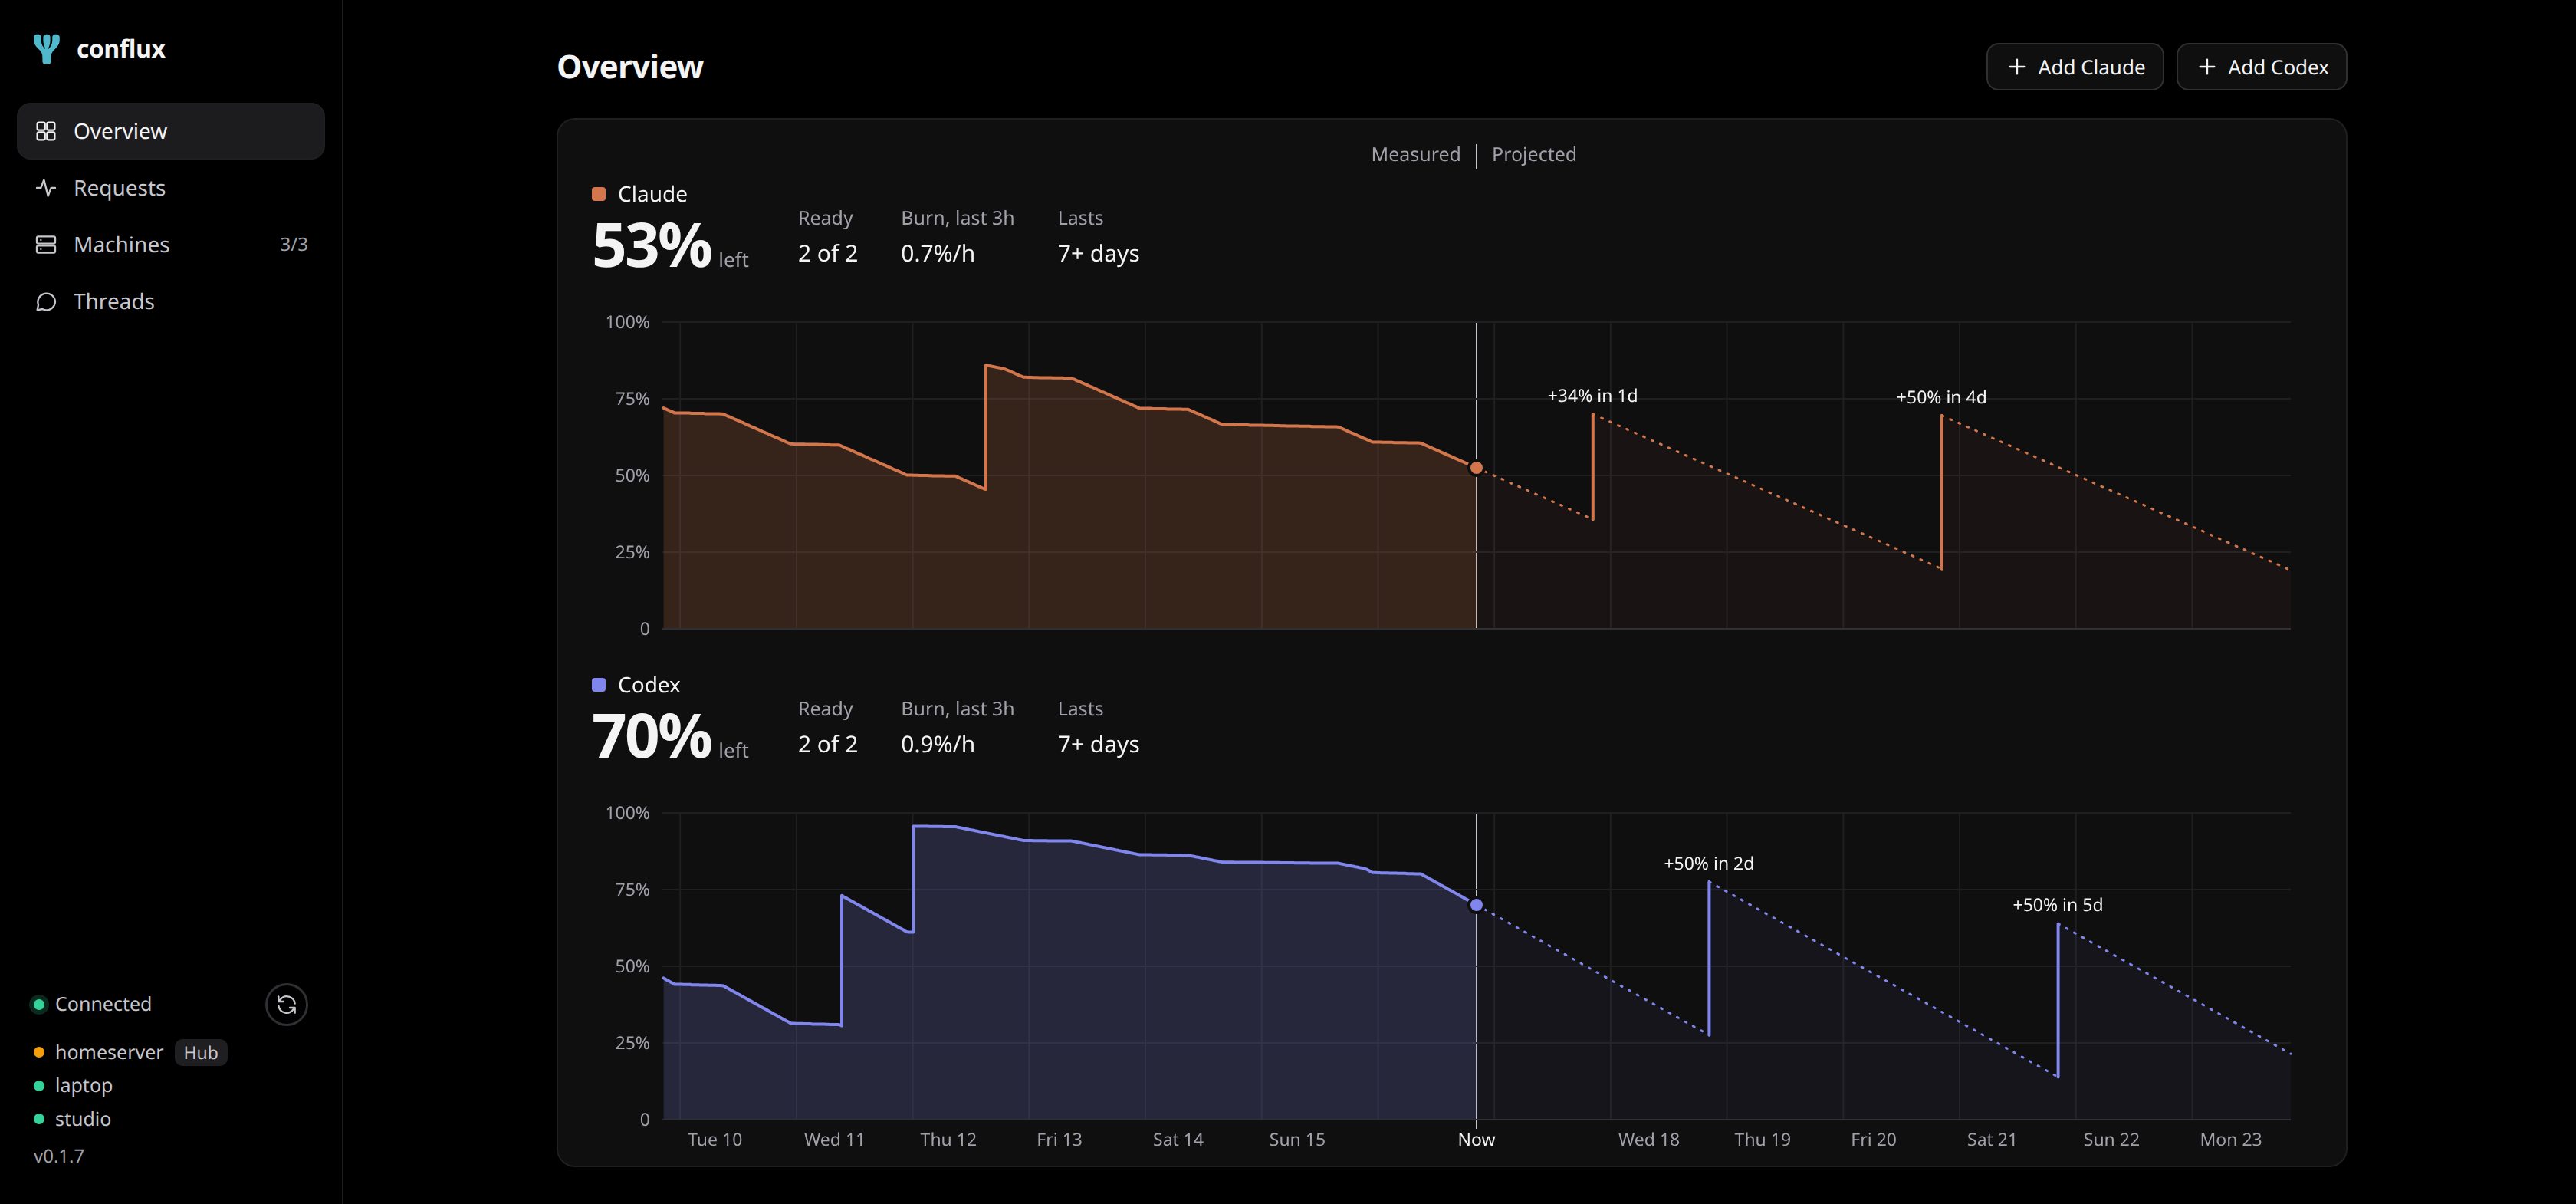 conflux
Overview
Requests
Machines 3/3
Threads
Connected
homeserver Hub
laptop
studio
v0.1.7
Overview
+ Add Claude
+ Add Codex
Measured | Projected
Claude
53% left
Ready
2 of 2
Burn, last 3h
0.7%/h
Lasts
7+ days
100%
75%
50%
25%
0
+34% in 1d
+50% in 4d
Codex
70% left
Ready
2 of 2
Burn, last 3h
0.9%/h
Lasts
7+ days
100%
75%
50%
25%
0
+50% in 2d
+50% in 5d
Tue 10 Wed 11 Thu 12 Fri 13 Sat 14 Sun 15 Now Wed 18 Thu 19 Fri 20 Sat 21 Sun 22 Mon 23